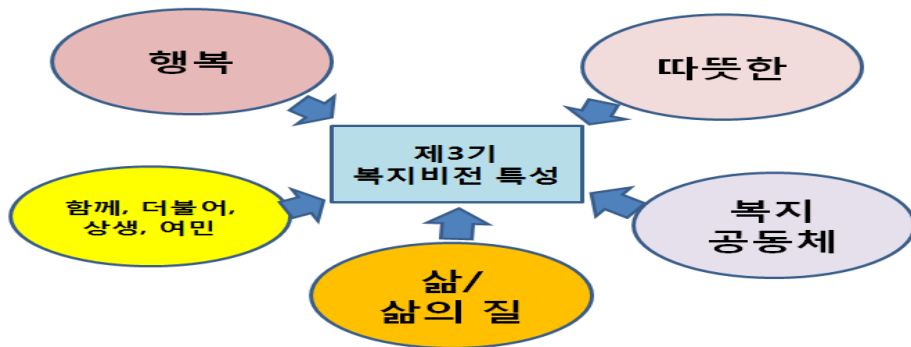 행복
따뜻한
제3기
복지비전 특성
함께, 더불어,
상생, 여민
복지
공동체
삶/
삶의 질